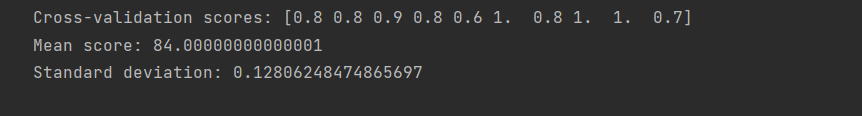 Cross-validation scores: [0.8 0.8 0.9 0.8 0.6 1.  0.8 1.  1.  0.7]
Mean score: 84.00000000000001
Standard deviation: 0.12806248474865697